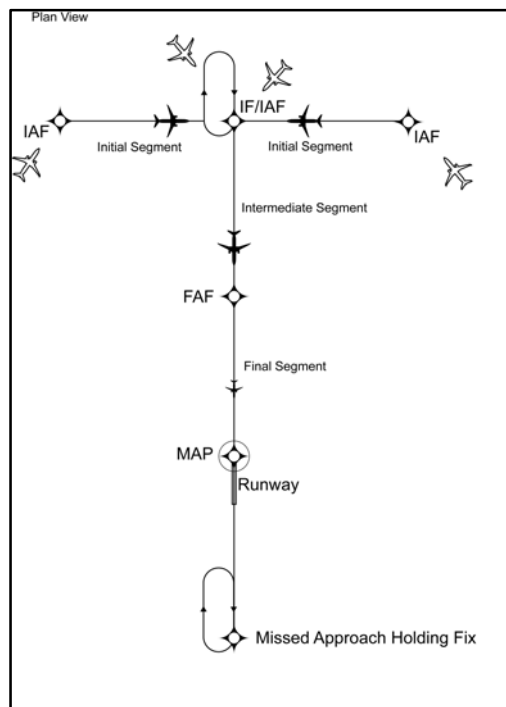 Plan View
IF/IAF
IAF
IAF
Initial Segment
Initial Segment
Intermediate Segment
FAF
Final Segment
MAP
Runway
Missed Approach Holding Fix